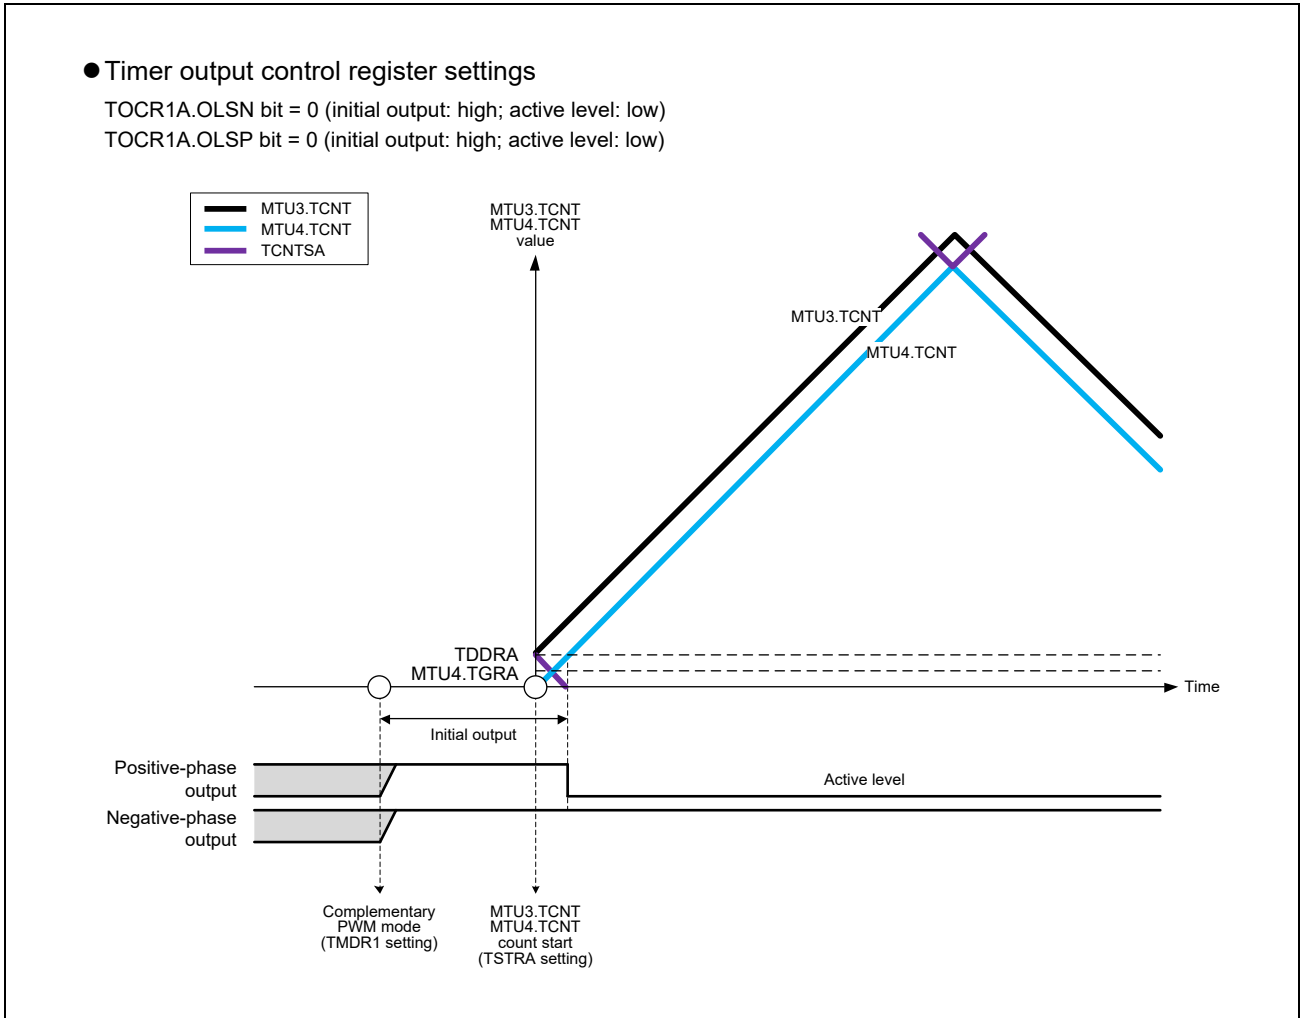 ● Timer output control register settings
TOCR1A.OLSN bit = 0 (initial output: high; active level: low)
TOCR1A.OLSP bit = 0 (initial output: high; active level: low)
MTU3.TCNT
MTU4.TCNT
TCNTSA
MTU3.TCNT
MTU4.TCNT
value
MTU3.TCNT
MTU4.TCNT
TDDRA
MTU4.TGRA
Time
Initial output
Positive-phase
output
Active level
Negative-phase
output
Complementary
PWM mode
(TMDR1 setting)
MTU3.TCNT
MTU4.TCNT
count start
(TSTRA setting)